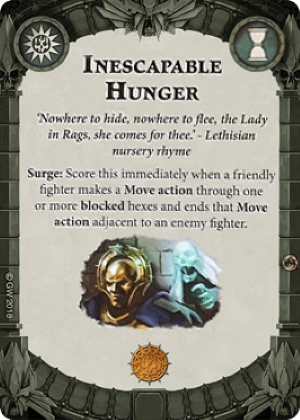 Inescapable
Hunger
‘Nowhere to hide, nowhere to flee, the Lady
in Rags, she comes for thee.’ - Lethisian
nursery rhyme
Surge: Score this immediately when a friendly
fighter makes a Move action through one
or more blocked hexes and ends that Move
action adjacent to an enemy fighter.
© GW 2018